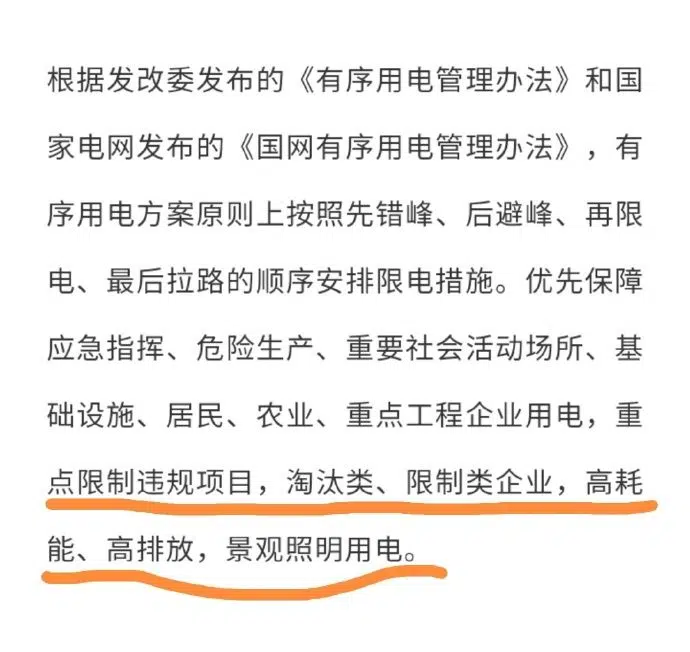 根据发改委发布的《有序用电管理办法》和国
家电网发布的《国网有序用电管理办法》，有
序用电方案原则上按照先错峰、后避峰、再限
电、最后拉路的顺序安排限电措施。优先保障
应急指挥、危险生产、重要社会活动场所、基
础设施、居民、农业、重点工程企业用电，重
点限制违规项目，淘汰类、限制类企业，高耗
能、高排放，景观照明用电。